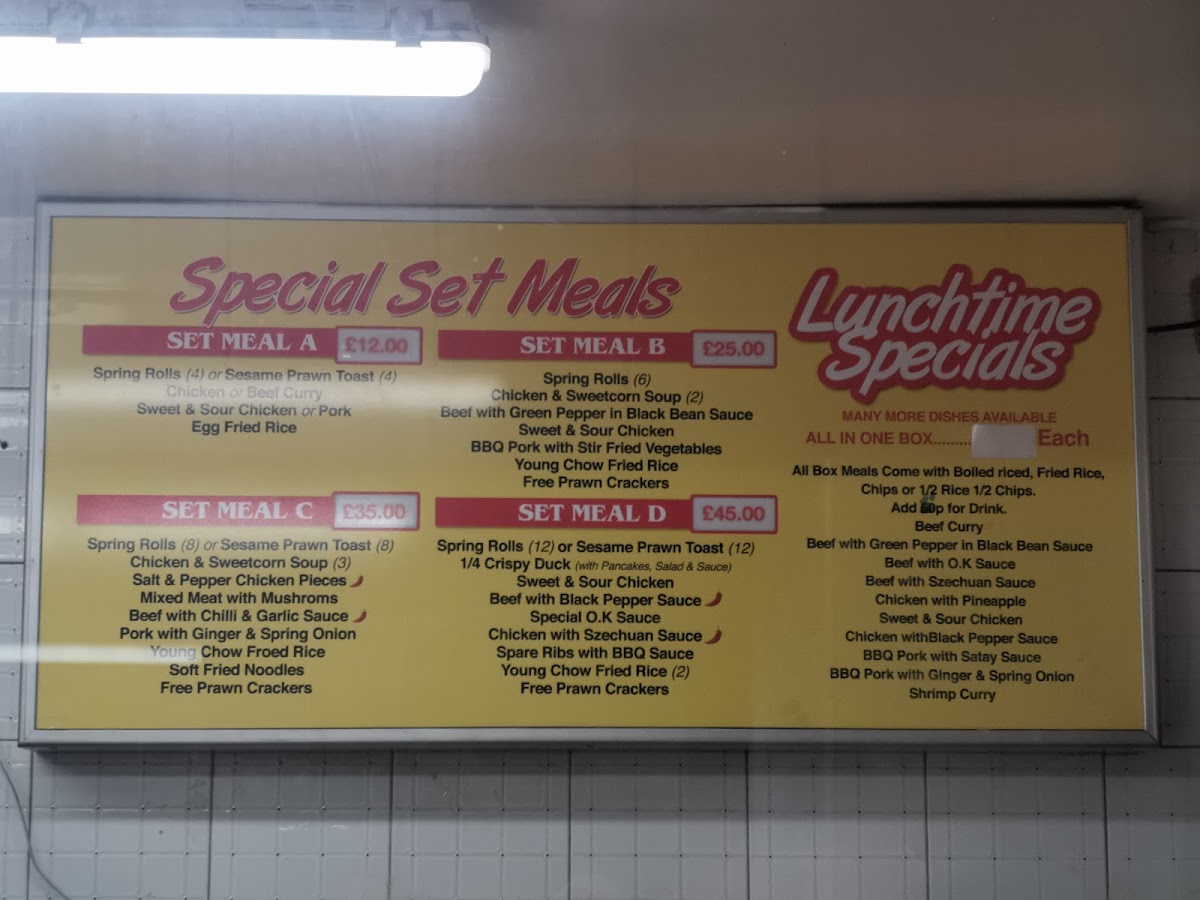 Special Set Meals
SET MEAL A £12.00
Spring Rolls (4) or Sesame Prawn Toast (4)
Chicken or Beef Curry
Sweet & Sour Chicken or Pork
Egg Fried Rice
SET MEAL B £25.00
Spring Rolls (6)
Chicken & Sweetcorn Soup (2)
Beef with Green Pepper in Black Bean Sauce
Sweet & Sour Chicken
BBQ Pork with Stir Fried Vegetables
Young Chow Fried Rice
Free Prawn Crackers
SET MEAL C £35.00
Spring Rolls (8) or Sesame Prawn Toast (8)
Chicken & Sweetcorn Soup (3)
Salt & Pepper Chicken Pieces
Mixed Meat with Mushroms
Beef with Chilli & Garlic Sauce
Pork with Ginger & Spring Onion
Young Chow Froed Rice
Soft Fried Noodles
Free Prawn Crackers
SET MEAL D £45.00
Spring Rolls (12) or Sesame Prawn Toast (12)
1/4 Crispy Duck (with Pancakes, Salad & Sauce)
Sweet & Sour Chicken
Beef with Black Pepper Sauce
Special O.K Sauce
Chicken with Szechuan Sauce
Spare Ribs with BBQ Sauce
Young Chow Fried Rice (2)
Free Prawn Crackers
Lunchtime
Specials
MANY MORE DISHES AVAILABLE
ALL IN ONE BOX......... Each
All Box Meals Come with Boiled riced, Fried Rice,
Chips or 1/2 Rice 1/2 Chips.
Add for Drink.
Beef Curry
Beef with Green Pepper in Black Bean Sauce
Beef with O.K Sauce
Beef with Szechuan Sauce
Chicken with Pineapple
Sweet & Sour Chicken
Chicken withBlack Pepper Sauce
BBQ Pork with Satay Sauce
BBQ Pork with Ginger & Spring Onion
Shrimp Curry